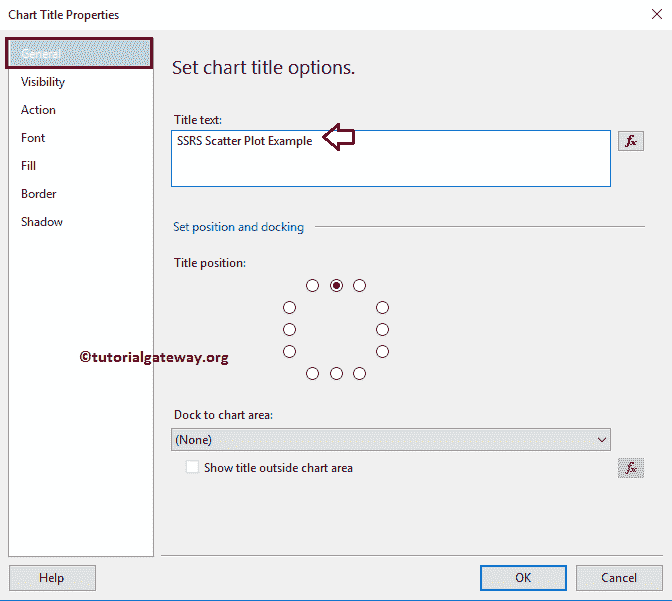 Chart Title Properties
General
Visibility
Action
Font
Fill
Border
Shadow
Set chart title options.
Title text:
SSRS Scatter Plot Example
fx
Set position and docking
Title position:
©tutorialgateway.org
Dock to chart area:
(None)
Show title outside chart area
fx
Help
OK
Cancel